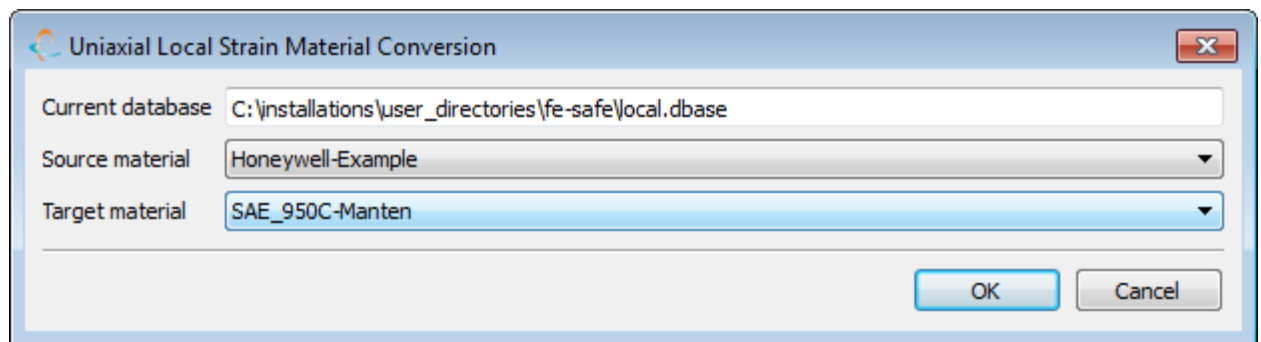 Uniaxial Local Strain Material Conversion
Current database C:\installations\user_directories\fe-safe\local.dbase
Source material Honeywell-Example
Target material SAE_950C-Manten
OK Cancel